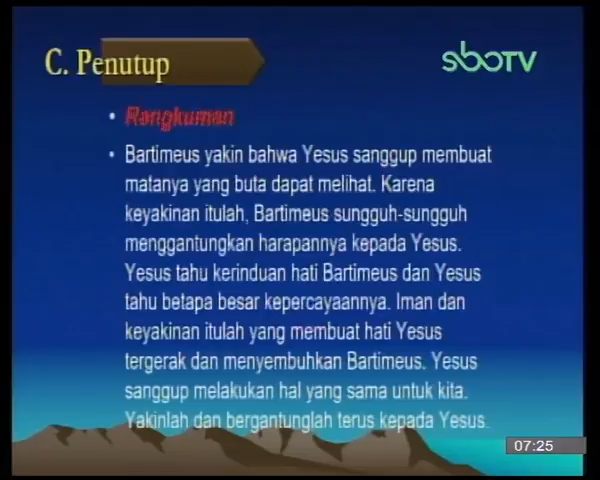 C. Penutup
sboTV
• Rangkuman
• Bartimeus yakin bahwa Yesus sanggup membuat
matanya yang buta dapat melihat. Karena
keyakinan itulah, Bartimeus sungguh-sungguh
menggantungkan harapannya kepada Yesus.
Yesus tahu kerinduan hati Bartimeus dan Yesus
tahu betapa besar kepercayaannya. Iman dan
keyakinan itulah yang membuat hati Yesus
tergerak dan menyembuhkan Bartimeus. Yesus
sanggup melakukan hal yang sama untuk kita.
Yakinlah dan bergantunglah terus kepada Yesus.
07:25